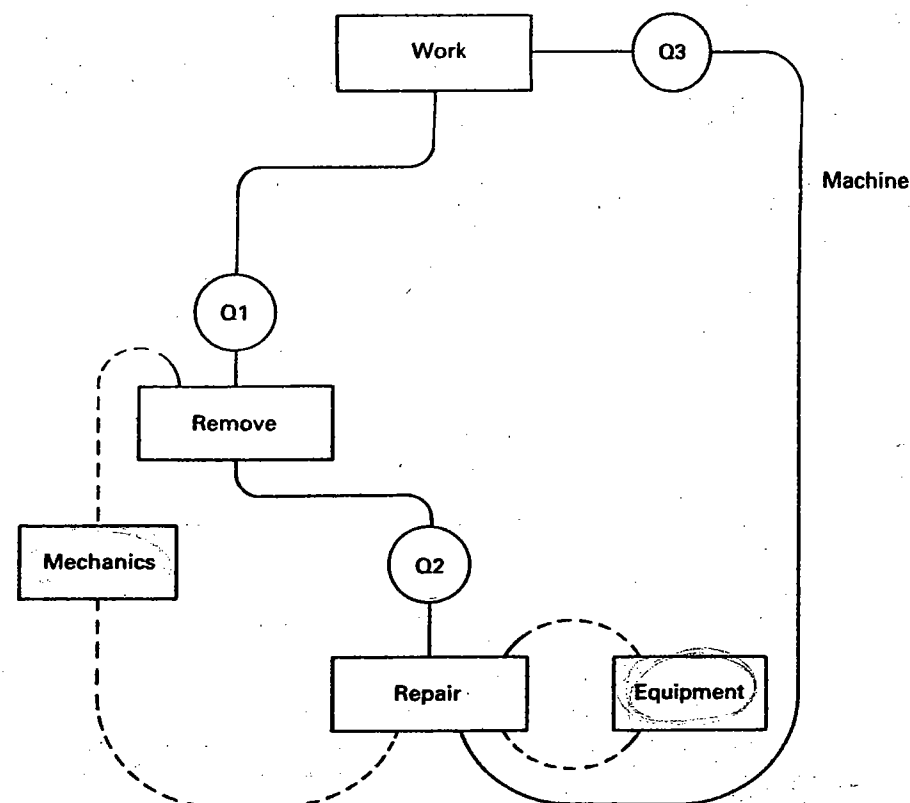 Work
Q3
Machine
Q1
Remove
Mechanics
Q2
Repair
Equipment